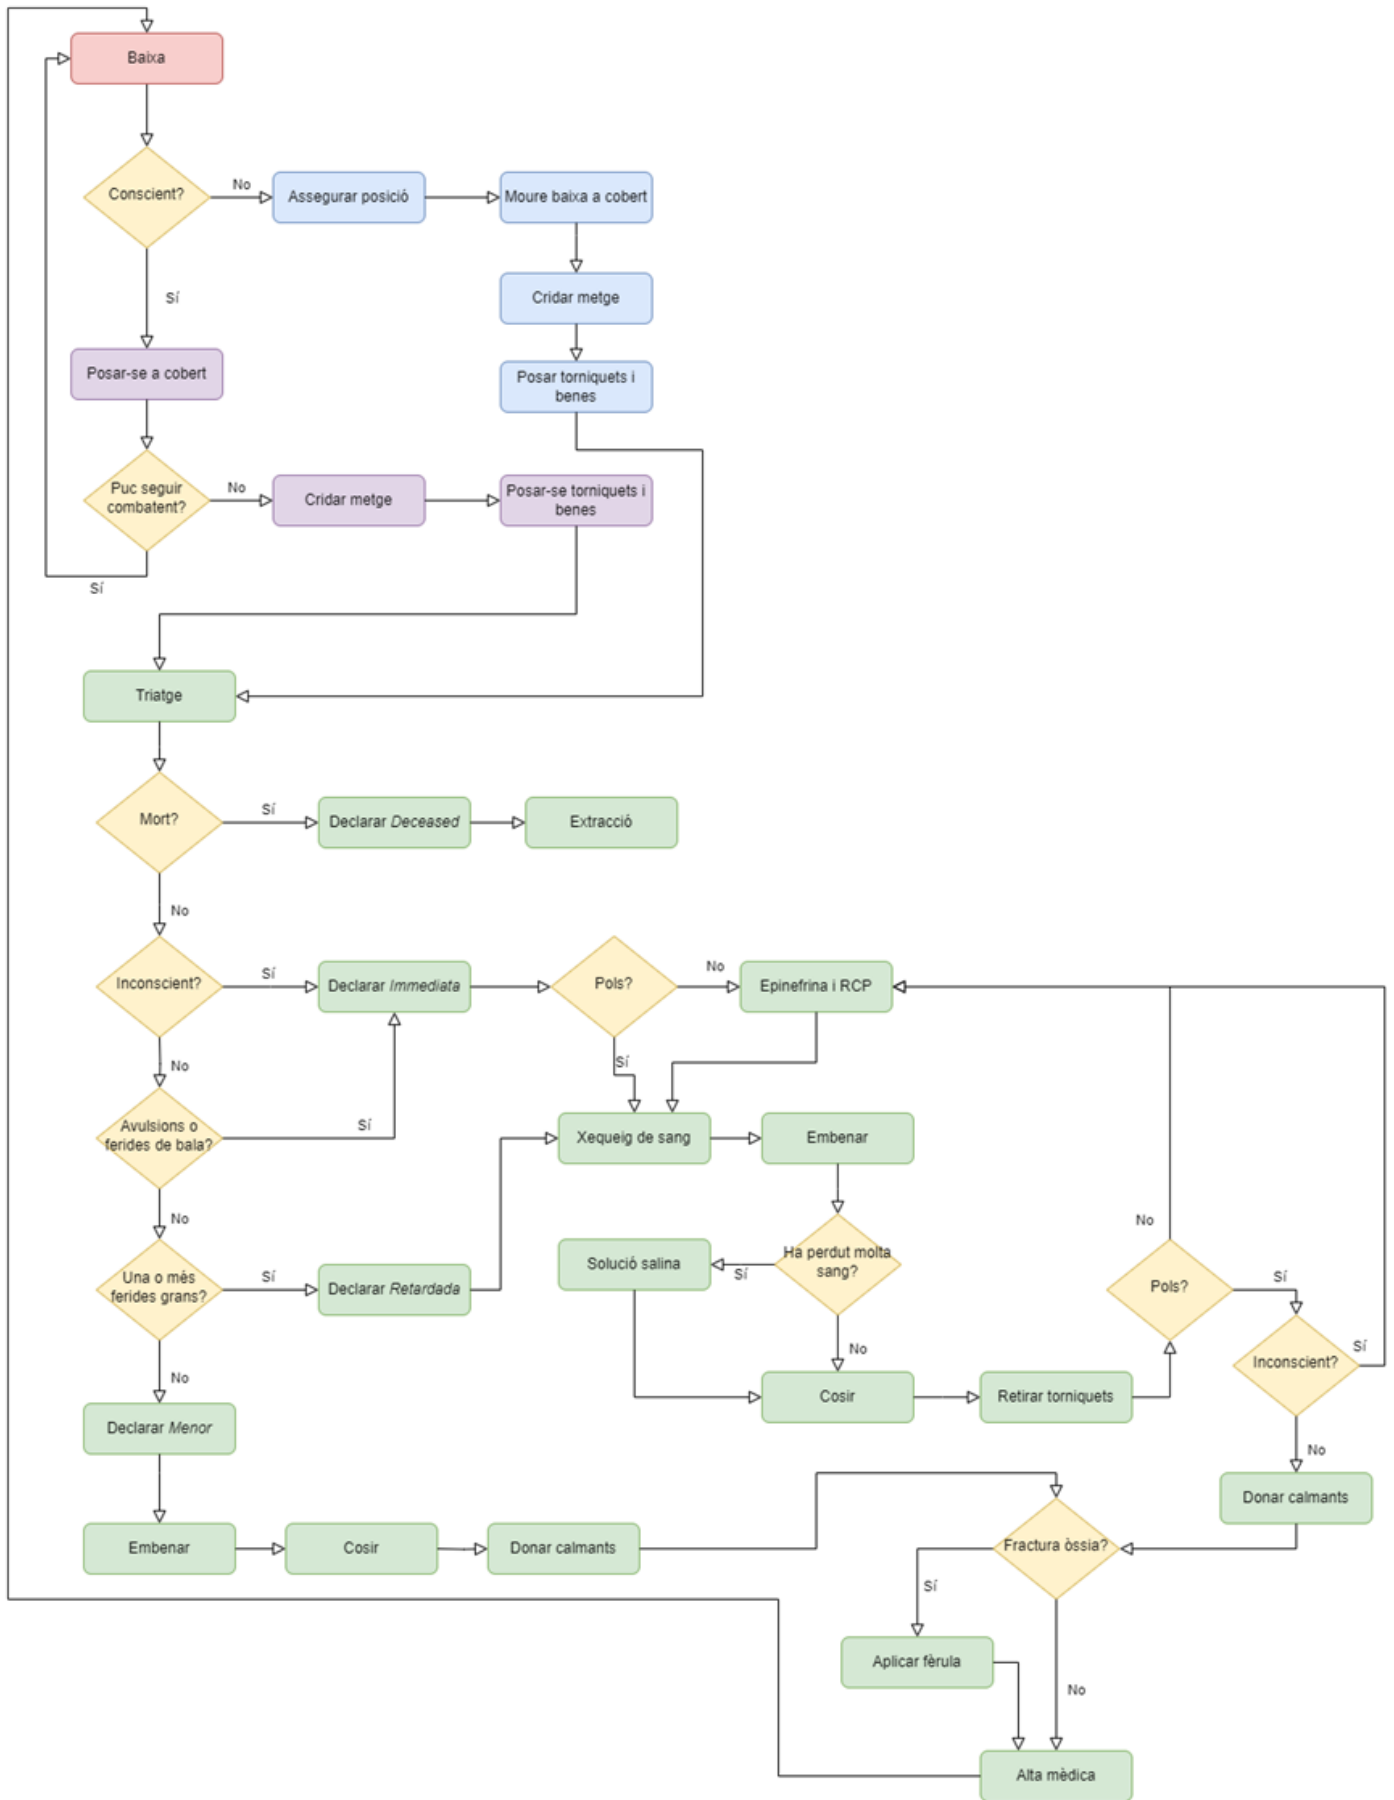 Baixa
Conscient?
No
Assegurar posició
Moure baixa a cobert
Sí
Cridar metge
Posar-se a cobert
Posar torniquets i
benes
Puc seguir
combatent?
No
Cridar metge
Posar-se torniquets i
benes
Sí
Triatge
Mort?
Sí
Declarar Deceased
Extracció
No
Inconscient?
Sí
Declarar Immediata
Pols?
No
Epinefrina i RCP
Sí
No
Avulsions o
ferides de bala?
Sí
Xequeig de sang
Embenar
No
Una o mès
ferides grans?
Sí
Declarar Retardada
Solució salina
Sí
Ha perdut molta
sang?
No
Pols?
Sí
Inconscient?
Sí
No
No
Declarar Menor
Cosir
Retirar torniquets
No
Donar calmants
Embenar
Cosir
Donar calmants
Fractura òssia?
Sí
Aplicar fèrula
No
Alta mèdica